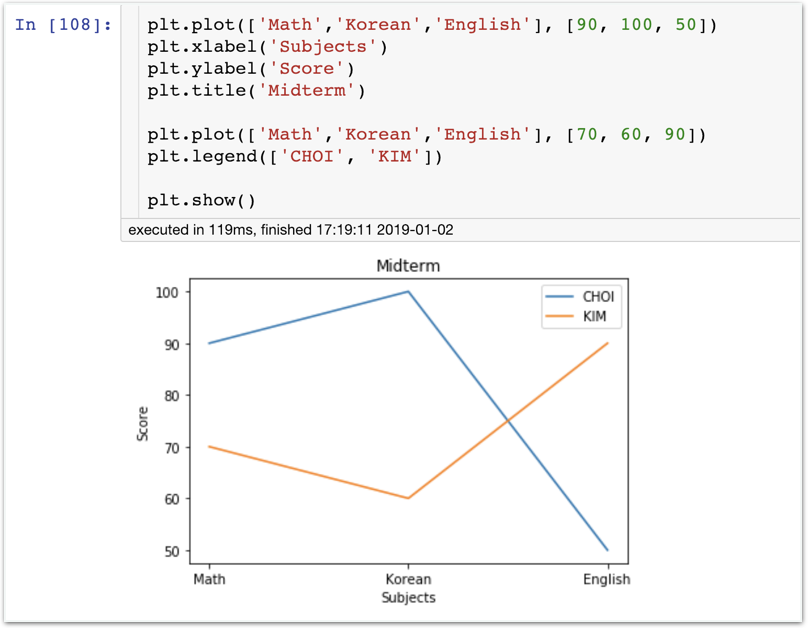 In [108]:
plt.plot(['Math','Korean','English'], [90, 100, 50])
plt.xlabel('Subjects')
plt.ylabel('Score')
plt.title('Midterm')
plt.plot(['Math','Korean','English'], [70, 60, 90])
plt.legend(['CHOI', 'KIM'])
plt.show()
executed in 119ms, finished 17:19:11 2019-01-02
Midterm
CHOI
KIM
100
90
80
70
60
50
Score
Math Korean English
Subjects